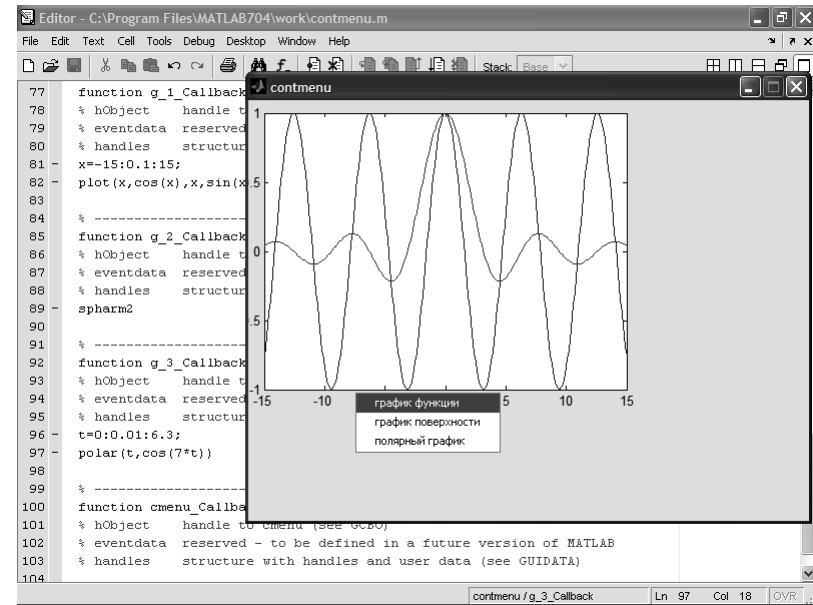 Editor - C:\Program Files\MATLAB704\work\contmenu.m
File Edit Text Cell Tools Debug Desktop Window Help
Stack: Base
77 function g_1_Callback
78 % hObject handle t
79 % eventdata reserved
80 % handles structur
81 - x=-15:0.1:15;
82 - plot(x,cos(x),x,sin(x
83
84 % --------------------
85 function g_2_Callback
86 % hObject handle t
87 % eventdata reserved
88 % handles structur
89 - spharm2
90
91 % --------------------
92 function g_3_Callback
93 % hObject handle t
94 % eventdata reserved
95 % handles structur
96 - t=0:0.01:6.3;
97 - polar(t,cos(7*t))
98
99 % --------------------
100 function cmenu_Callba
101 % hObject handle to cmenu (see GCBO)
102 % eventdata reserved - to be defined in a future version of MATLAB
103 % handles structure with handles and user data (see GUIDATA)
104
contmenu
1
.5
0
.5
-1
-15 -10 5 10 15
график функции
график поверхности
полярный график
contmenu / g_3_Callback Ln 97 Col 18 OVR